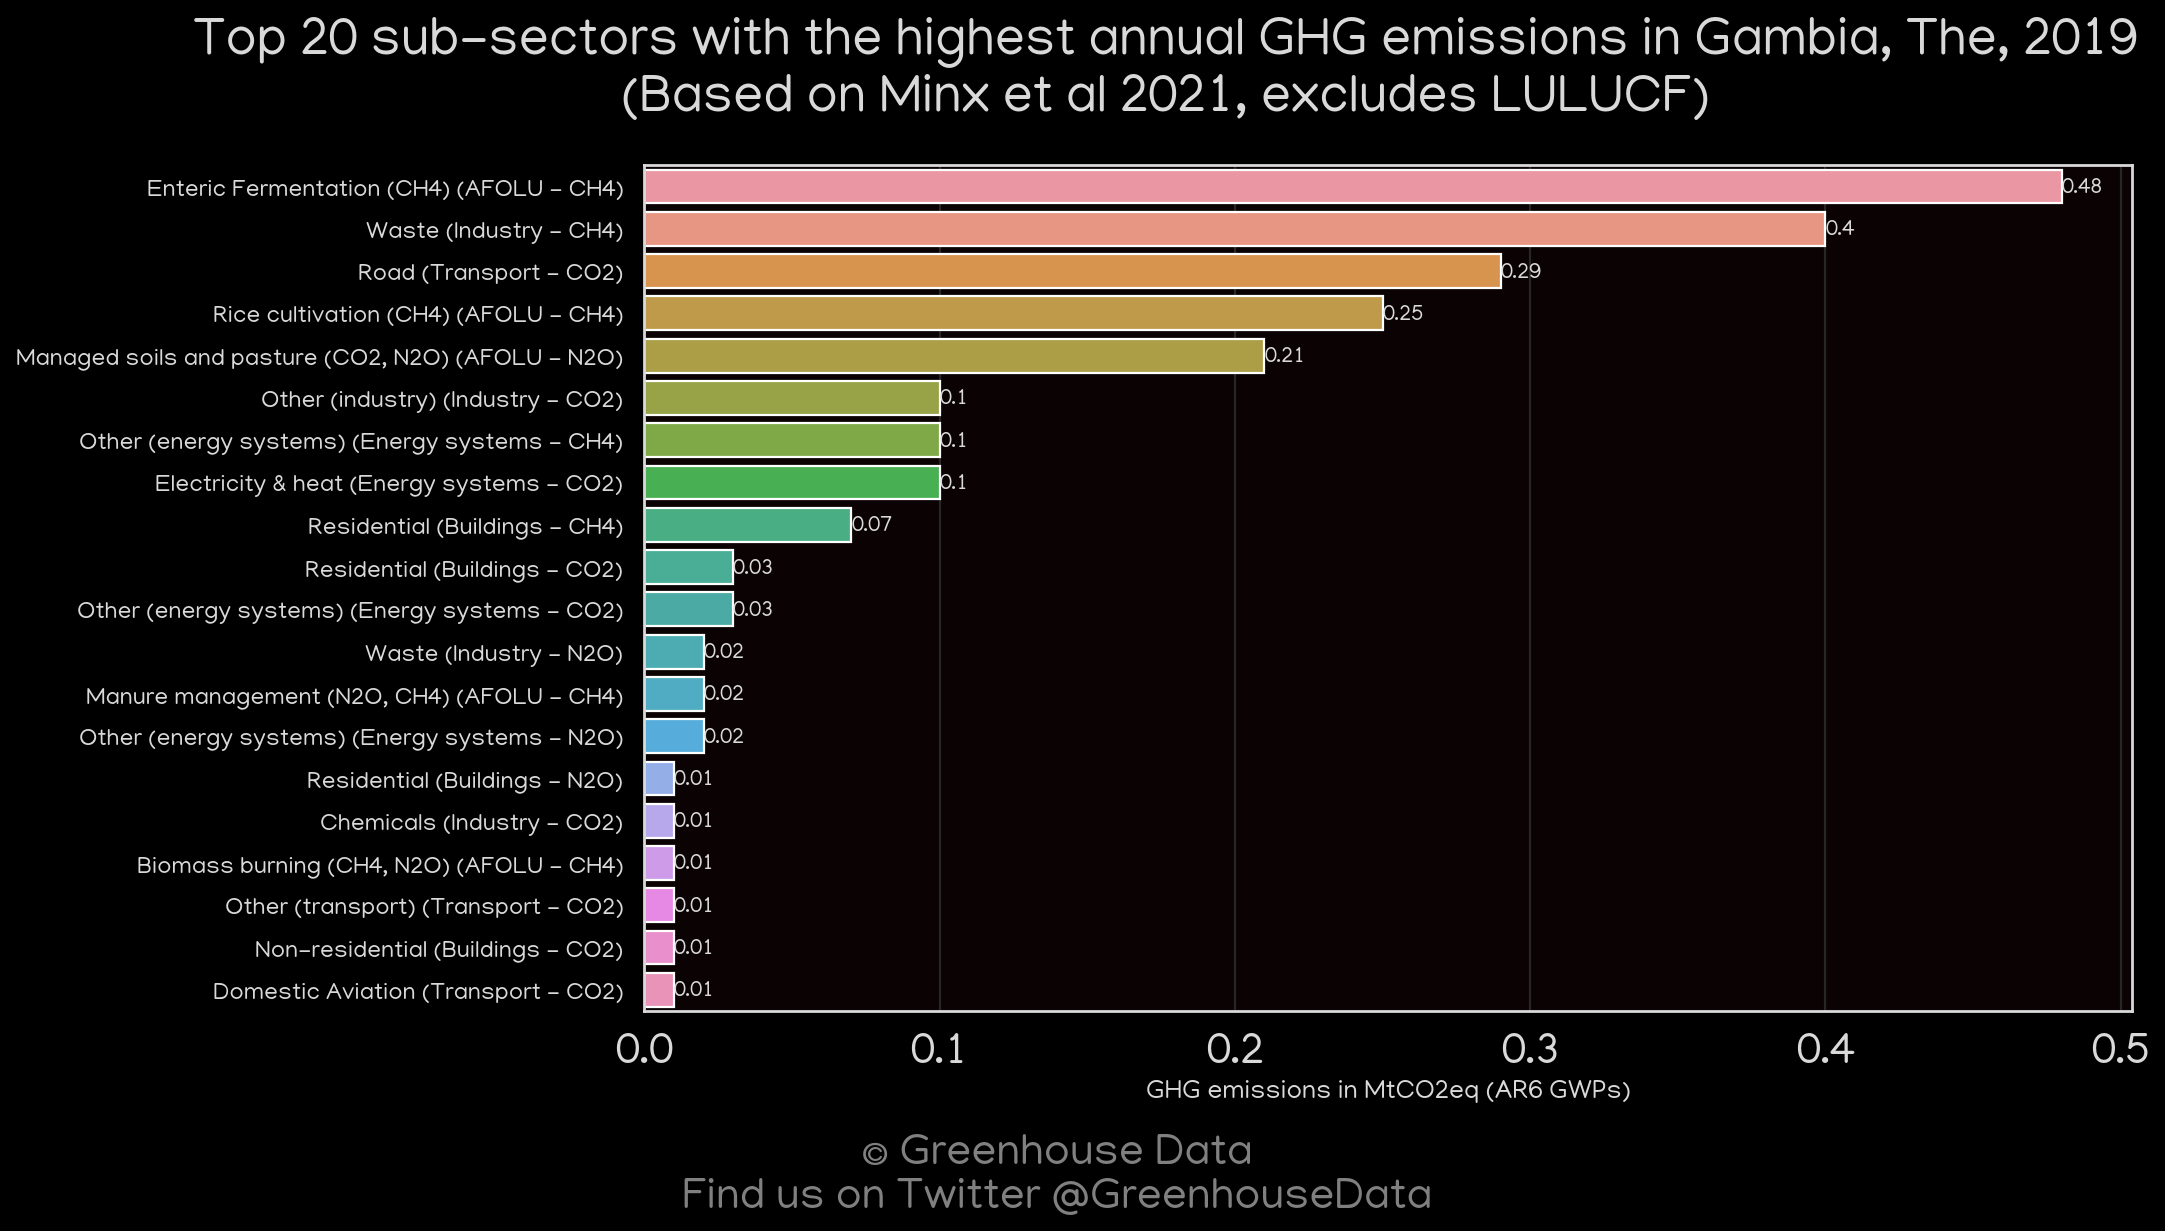 Top 20 sub-sectors with the highest annual GHG emissions in Gambia, The, 2019
(Based on Minx et al 2021, excludes LULUCF)
Enteric Fermentation (CH4) (AFOLU - CH4) 0.48
Waste (Industry - CH4) 0.4
Road (Transport - CO2) 0.29
Rice cultivation (CH4) (AFOLU - CH4) 0.25
Managed soils and pasture (CO2, N2O) (AFOLU - N2O) 0.21
Other (industry) (Industry - CO2) 0.1
Other (energy systems) (Energy systems - CH4) 0.1
Electricity & heat (Energy systems - CO2) 0.1
Residential (Buildings - CH4) 0.07
Residential (Buildings - CO2) 0.03
Other (energy systems) (Energy systems - CO2) 0.03
Waste (Industry - N2O) 0.02
Manure management (N2O, CH4) (AFOLU - CH4) 0.02
Other (energy systems) (Energy systems - N2O) 0.02
Residential (Buildings - N2O) 0.01
Chemicals (Industry - CO2) 0.01
Biomass burning (CH4, N2O) (AFOLU - CH4) 0.01
Other (transport) (Transport - CO2) 0.01
Non-residential (Buildings - CO2) 0.01
Domestic Aviation (Transport - CO2) 0.01
0.0 0.1 0.2 0.3 0.4 0.5
GHG emissions in MtCO2eq (AR6 GWPs)
© Greenhouse Data
Find us on Twitter @GreenhouseData